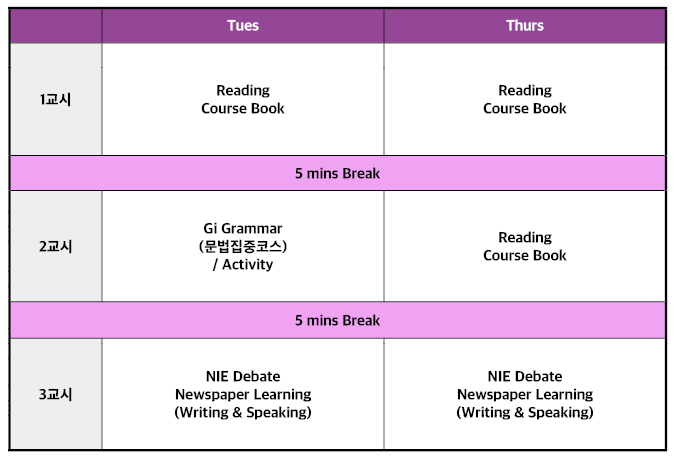 Tues Thurs
1교시
Reading
Course Book
Reading
Course Book
5 mins Break
2교시
Gi Grammar
(문법집중코스)
/ Activity
Reading
Course Book
5 mins Break
3교시
NIE Debate
Newspaper Learning
(Writing & Speaking)
NIE Debate
Newspaper Learning
(Writing & Speaking)